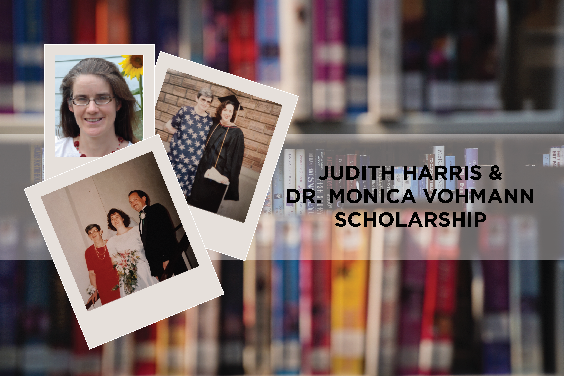 JUDITH HARRIS &
DR. MONICA VOHMANN
SCHOLARSHIP